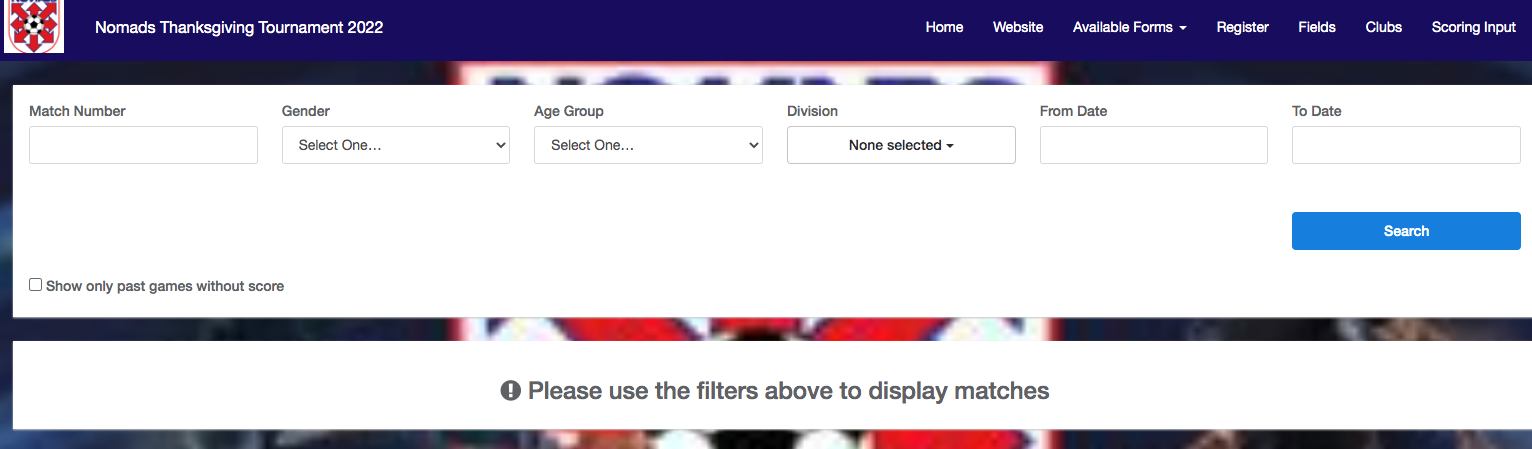 Nomads Thanksgiving Tournament 2022 Home Website Available Forms Register Fields Clubs Scoring Input
Match Number Gender Age Group Division From Date To Date
Select One... Select One... None selected
Search
Show only past games without score
Please use the filters above to display matches